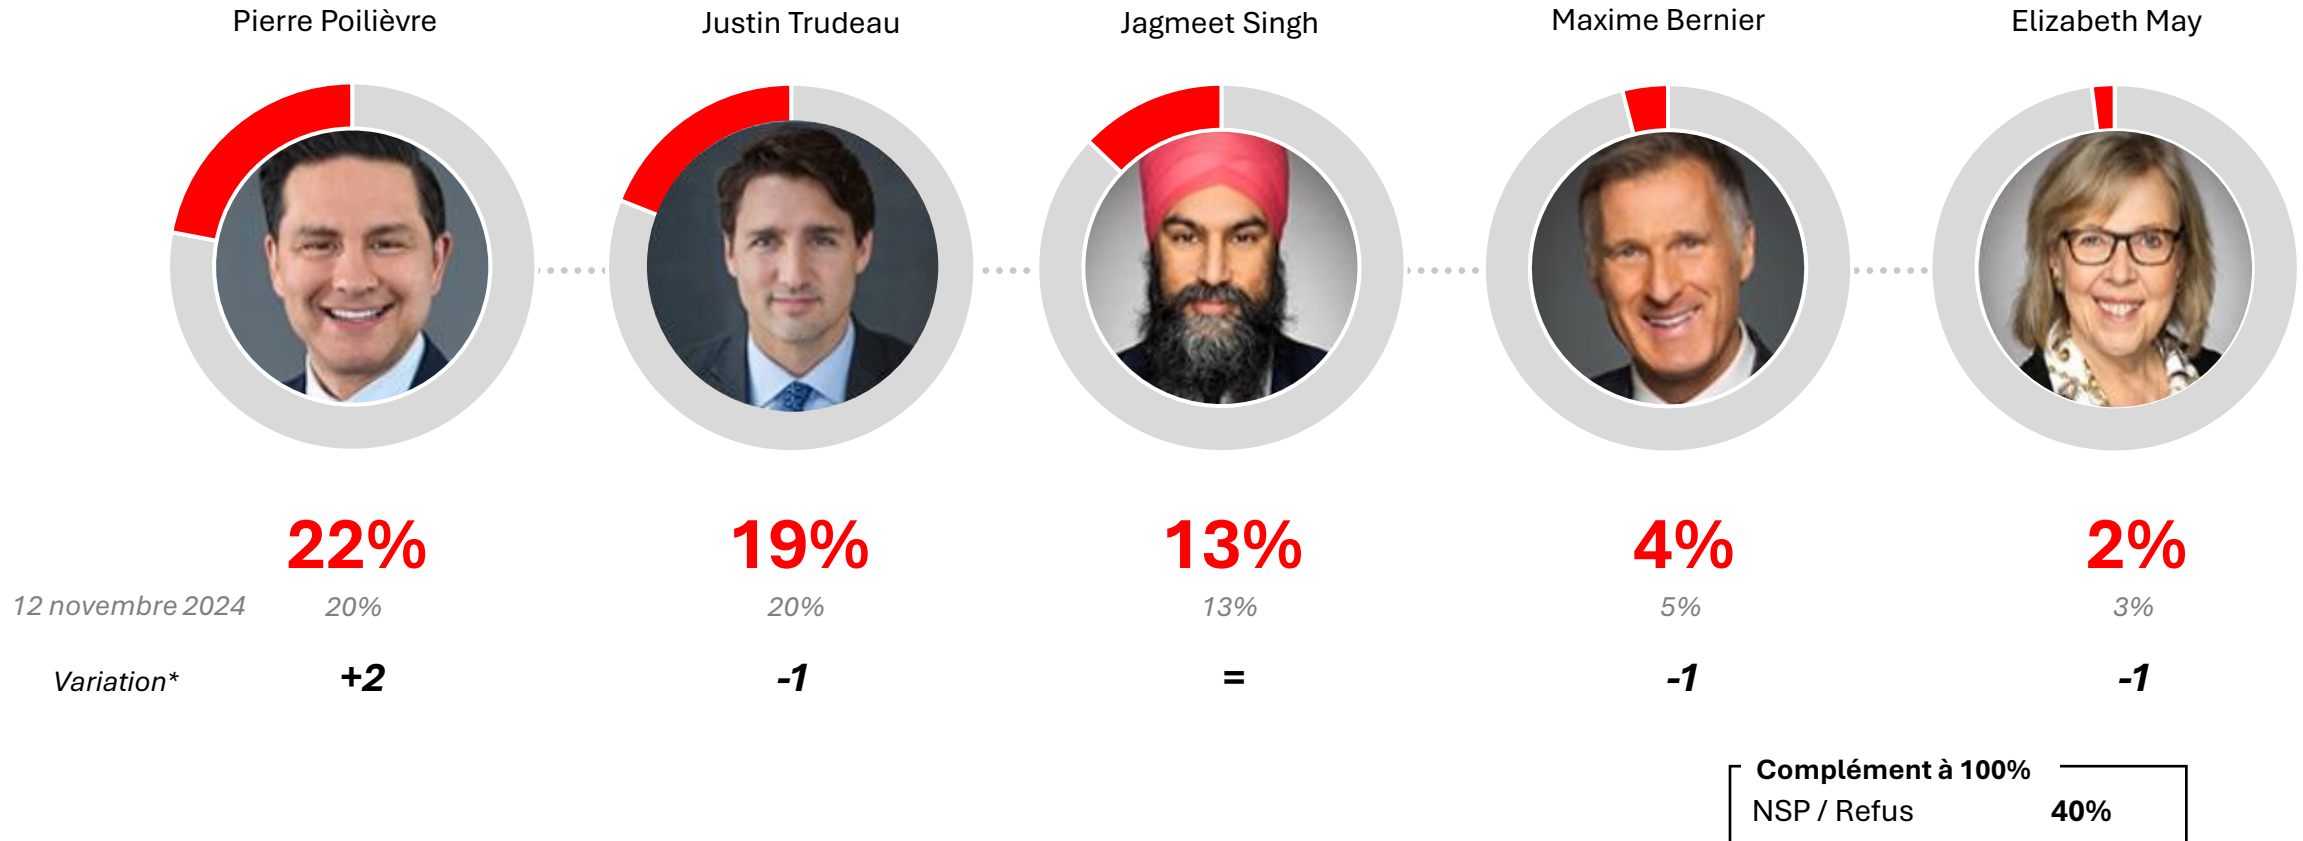 Pierre Poilièvre Justin Trudeau Jagmeet Singh Maxime Bernier Elizabeth May
22% 19% 13% 4% 2%
12 novembre 2024 20% 20% 13% 5% 3%
Variation* +2 -1 = -1 -1
Complément à 100%
NSP / Refus 40%